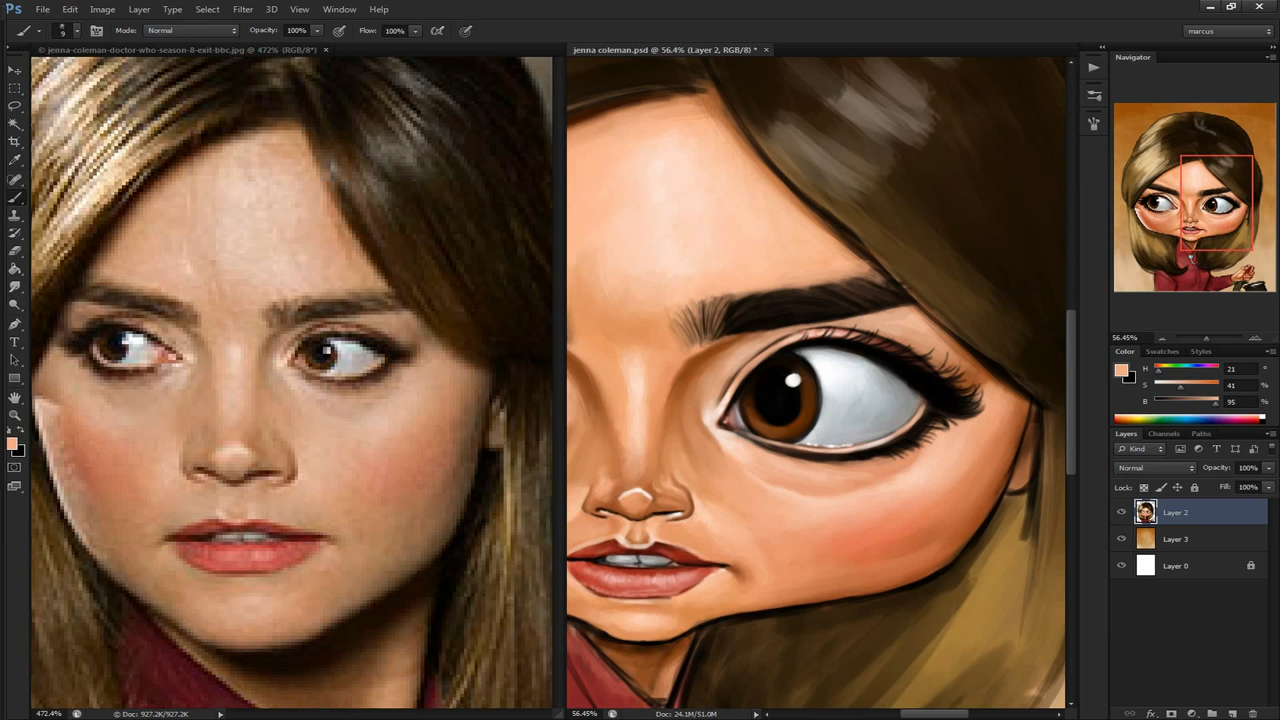 Ps File Edit Image Layer Type Select Filter 3D View Window Help
9 Mode: Normal Opacity: 100% Flow: 100% marcus
© jenna-coleman-doctor-who-season-8-exit-bbc.jpg @ 472% (RGB/8*) × jenna coleman.psd @ 56.4% (Layer 2, RGB/8) * ×
Navigator
56.45%
Color Swatches Styles
H 21 °
S 41 %
B 95 %
Layers Channels Paths
Kind
Normal Opacity: 100%
Lock: Fill: 100%
Layer 2
Layer 3
Layer 0
472.4% Doc: 927.2K/927.2K 56.45% Doc: 24.1M/51.0M